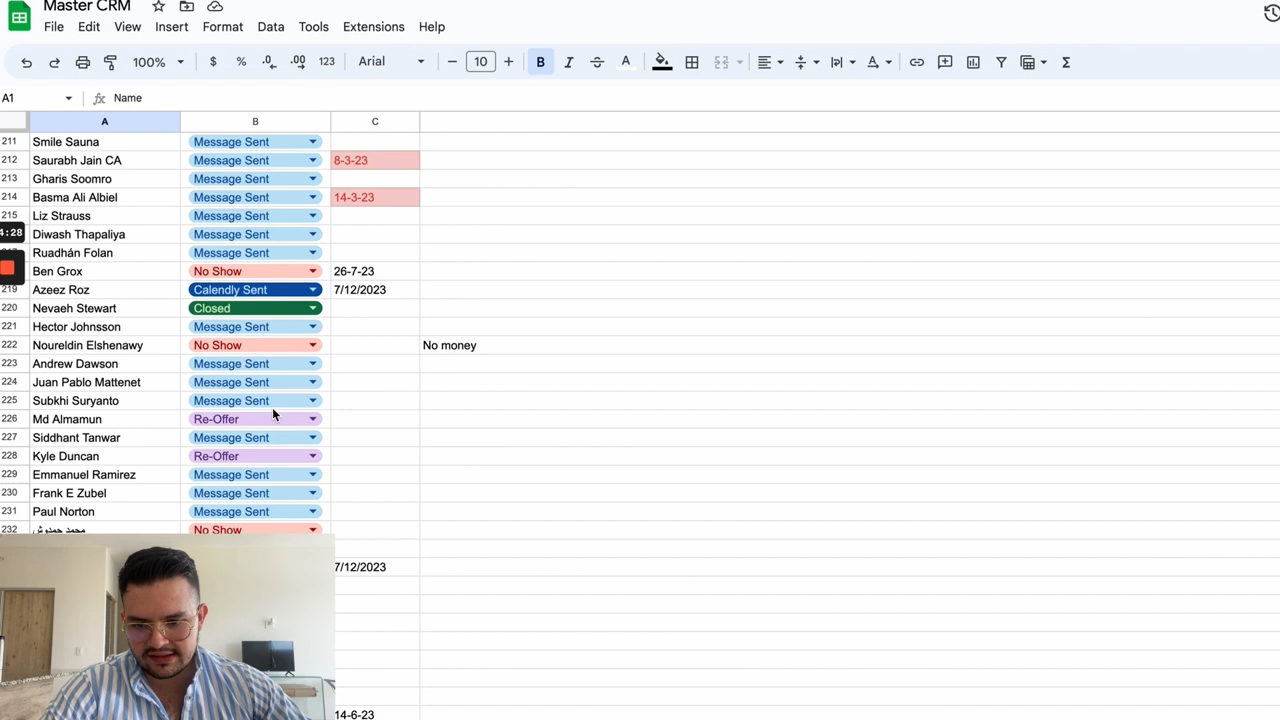 Master CRM
File Edit View Insert Format Data Tools Extensions Help
100% $ % .0 .00 123 Arial 10 B I A
A1 fx Name
A B C
211 Smile Sauna Message Sent
212 Saurabh Jain CA Message Sent 8-3-23
213 Gharis Soomro Message Sent
214 Basma Ali Albiel Message Sent 14-3-23
215 Liz Strauss Message Sent
4:28 Diwash Thapaliya Message Sent
Ruadhán Folan Message Sent
Ben Grox No Show 26-7-23
219 Azeez Roz Calendly Sent 7/12/2023
220 Nevaeh Stewart Closed
221 Hector Johnsson Message Sent
222 Noureldin Elshenawy No Show No money
223 Andrew Dawson Message Sent
224 Juan Pablo Mattenet Message Sent
225 Subkhi Suryanto Message Sent
226 Md Almamun Re-Offer
227 Siddhant Tanwar Message Sent
228 Kyle Duncan Re-Offer
229 Emmanuel Ramirez Message Sent
230 Frank E Zubel Message Sent
231 Paul Norton Message Sent
232 محمد No Show
7/12/2023
14-6-23